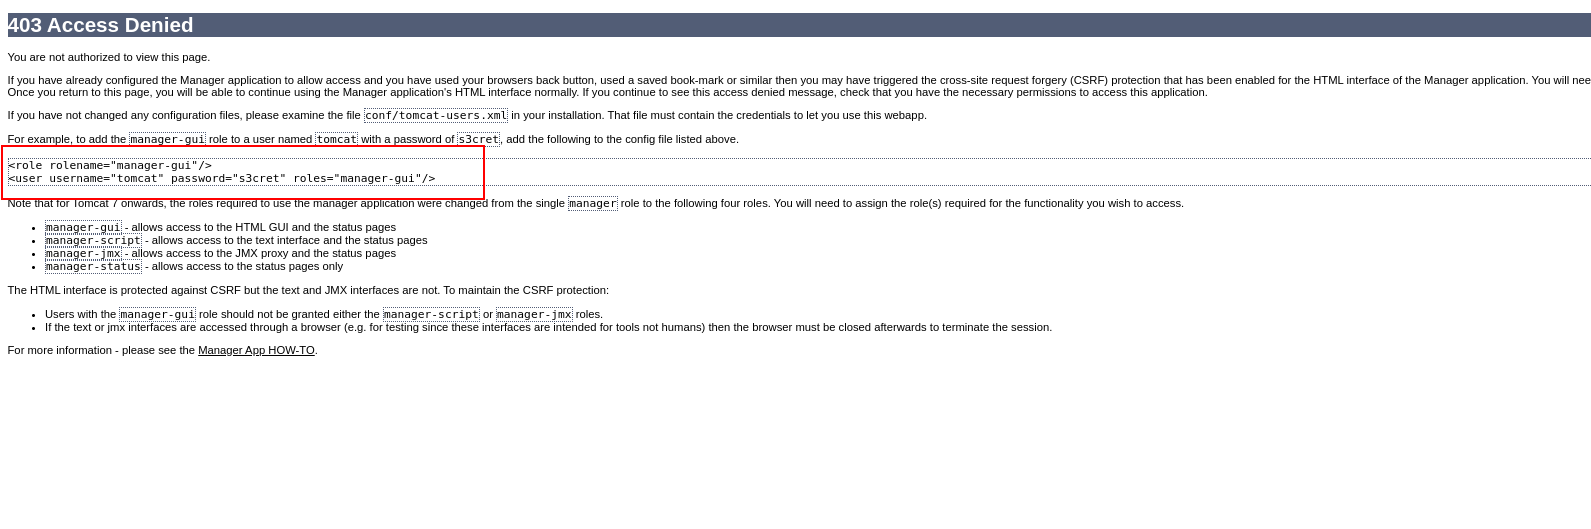 403 Access Denied
You are not authorized to view this page.
If you have already configured the Manager application to allow access and you have used your browsers back button, used a saved book-mark or similar then you may have triggered the cross-site request forgery (CSRF) protection that has been enabled for the HTML interface of the Manager application. You will
Once you return to this page, you will be able to continue using the Manager application's HTML interface normally. If you continue to see this access denied message, check that you have the necessary permissions to access this application.
If you have not changed any configuration files, please examine the file conf/tomcat-users.xml in your installation. That file must contain the credentials to let you use this webapp.
For example, to add the manager-gui role to a user named tomcat with a password of s3cret, add the following to the config file listed above.
<role rolename="manager-gui"/>
<user username="tomcat" password="s3cret" roles="manager-gui"/>
Note that for Tomcat 7 onwards, the roles required to use the manager application were changed from the single manager role to the following four roles. You will need to assign the role(s) required for the functionality you wish to access.
• manager-gui - allows access to the HTML GUI and the status pages
• manager-script - allows access to the text interface and the status pages
• manager-jmx - allows access to the JMX proxy and the status pages
• manager-status - allows access to the status pages only
The HTML interface is protected against CSRF but the text and JMX interfaces are not. To maintain the CSRF protection:
• Users with the manager-gui role should not be granted either the manager-script or manager-jmx roles.
• If the text or jmx interfaces are accessed through a browser (e.g. for testing since these interfaces are intended for tools not humans) then the browser must be closed afterwards to terminate the session.
For more information - please see the Manager App HOW-TO.